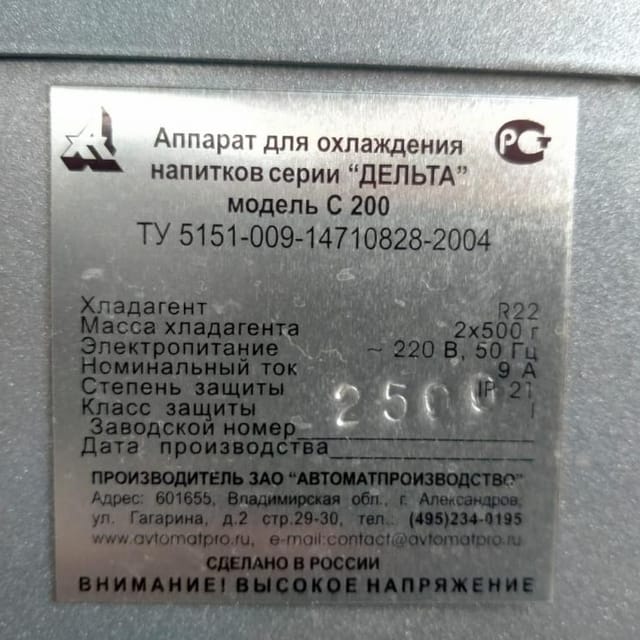 Аппарат для охлаждения
напитков серии “ДЕЛЬТА”
модель С 200
ТУ 5151-009-14710828-2004
Хладагент R22
Масса хладагента 2x500 г
Электропитание ~ 220 В, 50 Гц
Номинальный ток 9 А
Степень защиты IP 21
Класс защиты I
2500
Заводской номер
Дата производства
ПРОИЗВОДИТЕЛЬ ЗАО “АВТОМАТПРОИЗВОДСТВО”
Адрес: 601655, Владимирская обл., г. Александров,
ул. Гагарина, д.2 стр.29-30, тел.. (495)234-0195
www.avtomatpro.ru, e-mail:contact@avtomatpro.ru
СДЕЛАНО В РОССИИ
ВНИМАНИЕ! ВЫСОКОЕ НАПРЯЖЕНИЕ